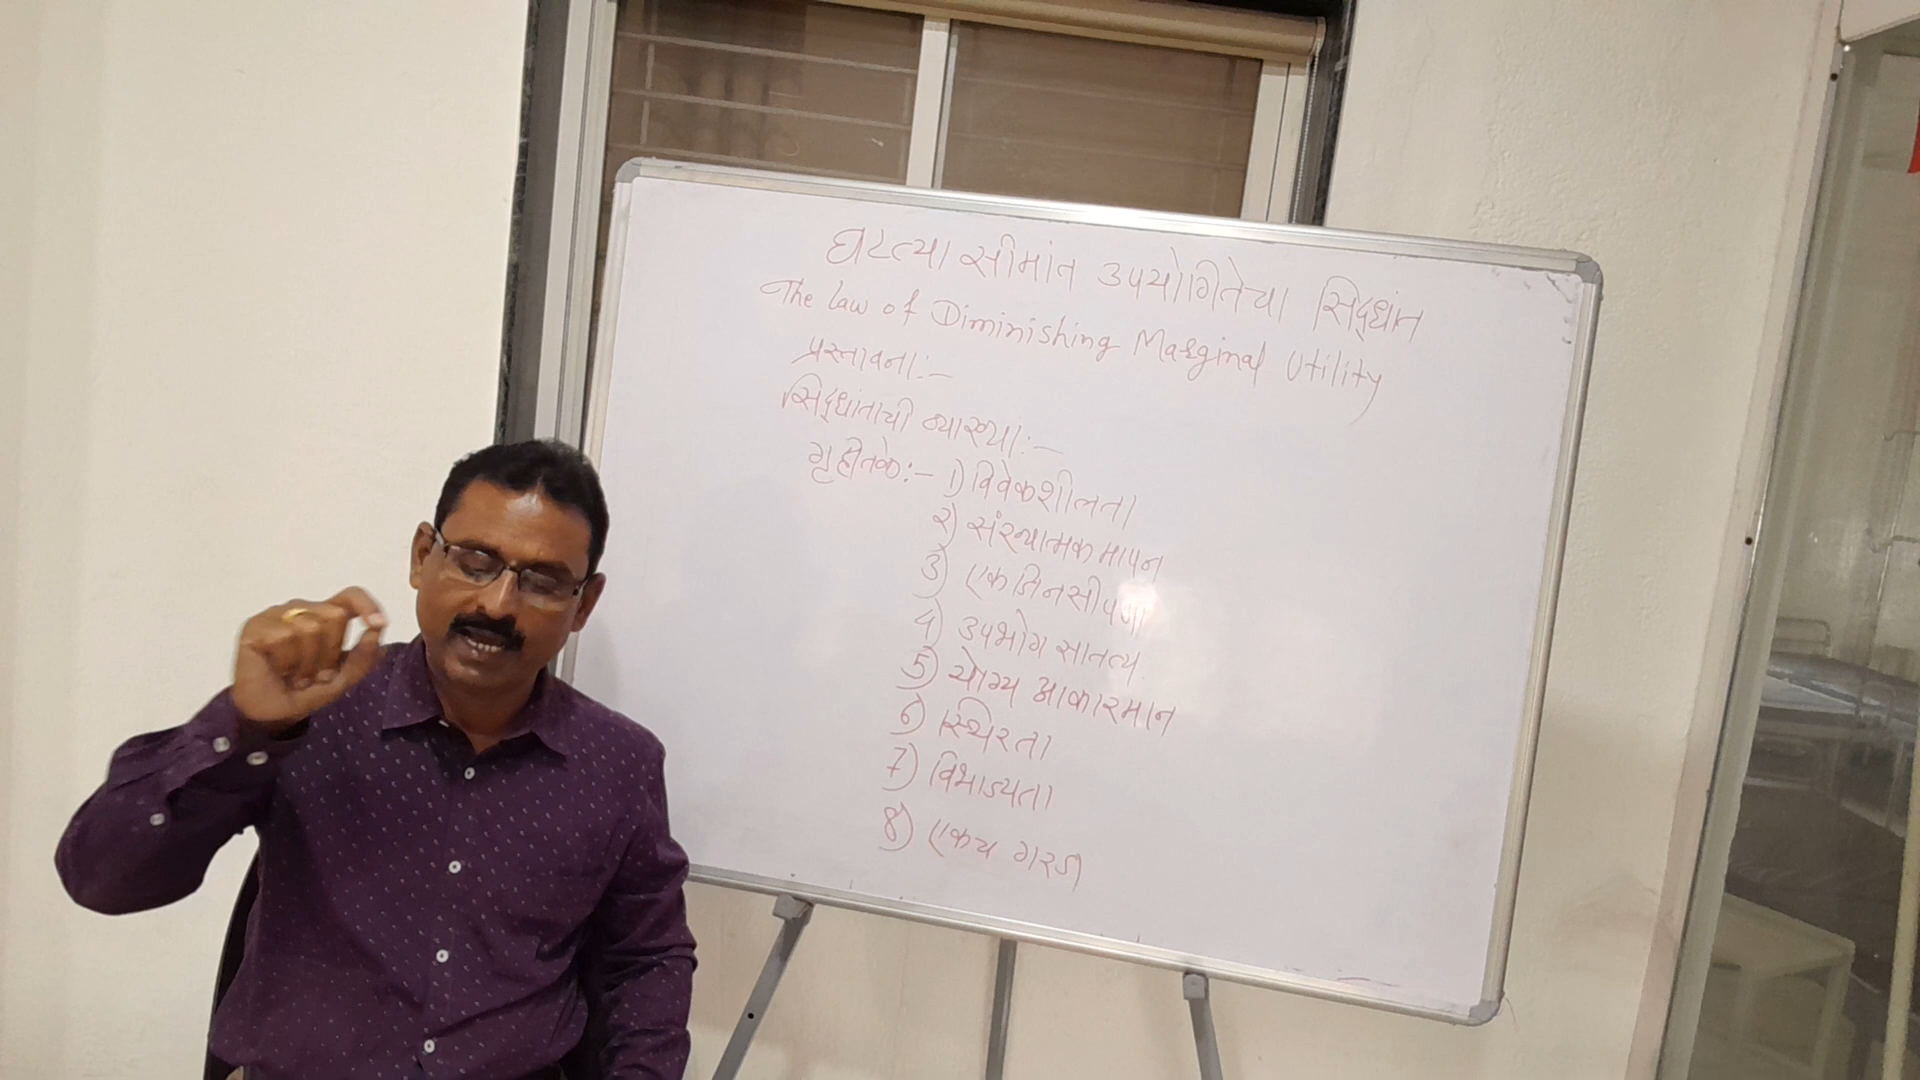 घटत्या सीमांत उपयोगितेचा सिद्धांत
The Law of Diminishing Marginal Utility
प्रस्तावना:-
सिद्धांताची व्याख्या:-
गृहीतके:- 1) विवेकशीलता
२) संख्यात्मक मापन
3) एकजिनसीपणा
4) उपभोग सातत्य
5) योग्य आकारमान
6) स्थिरता
7) विभाज्यता
8) एकच गरज